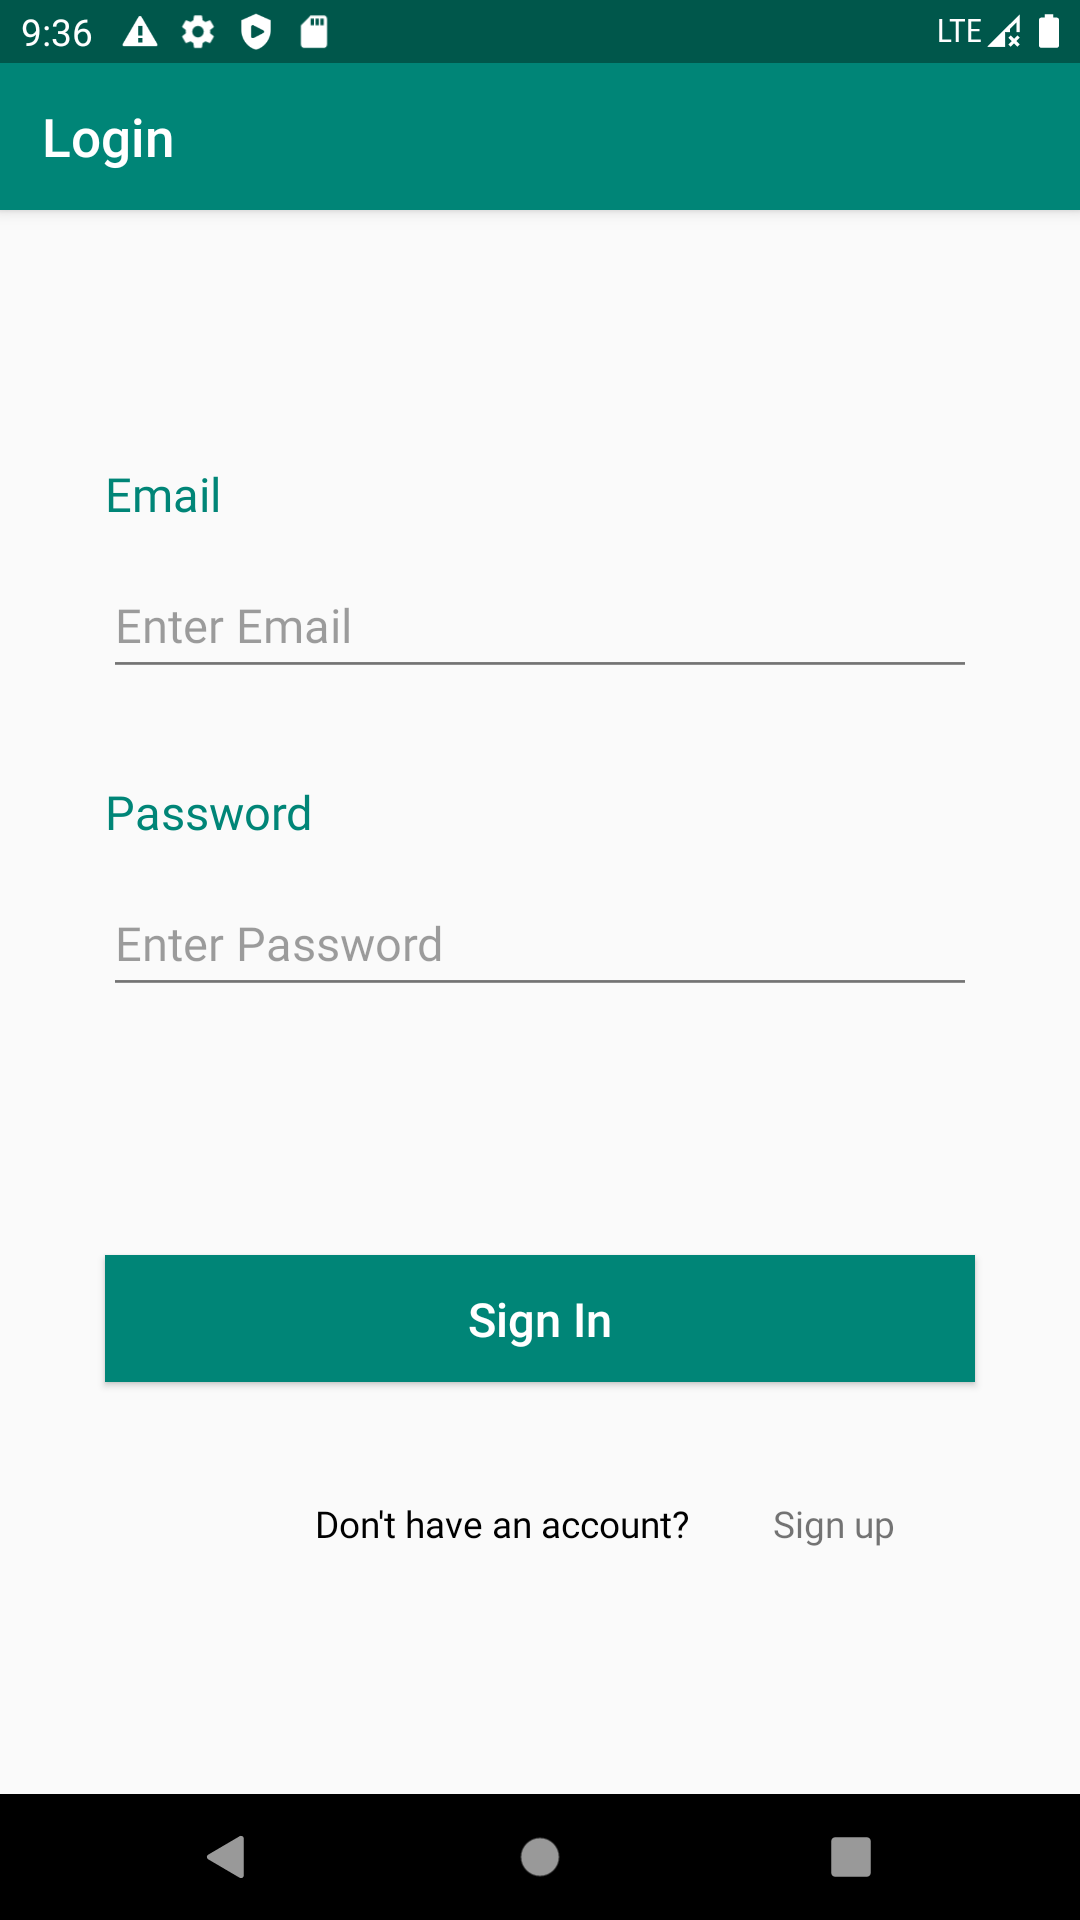 9:36 LTE
Login
Email
Enter Email
Password
Enter Password
Sign In
Don't have an account? Sign up